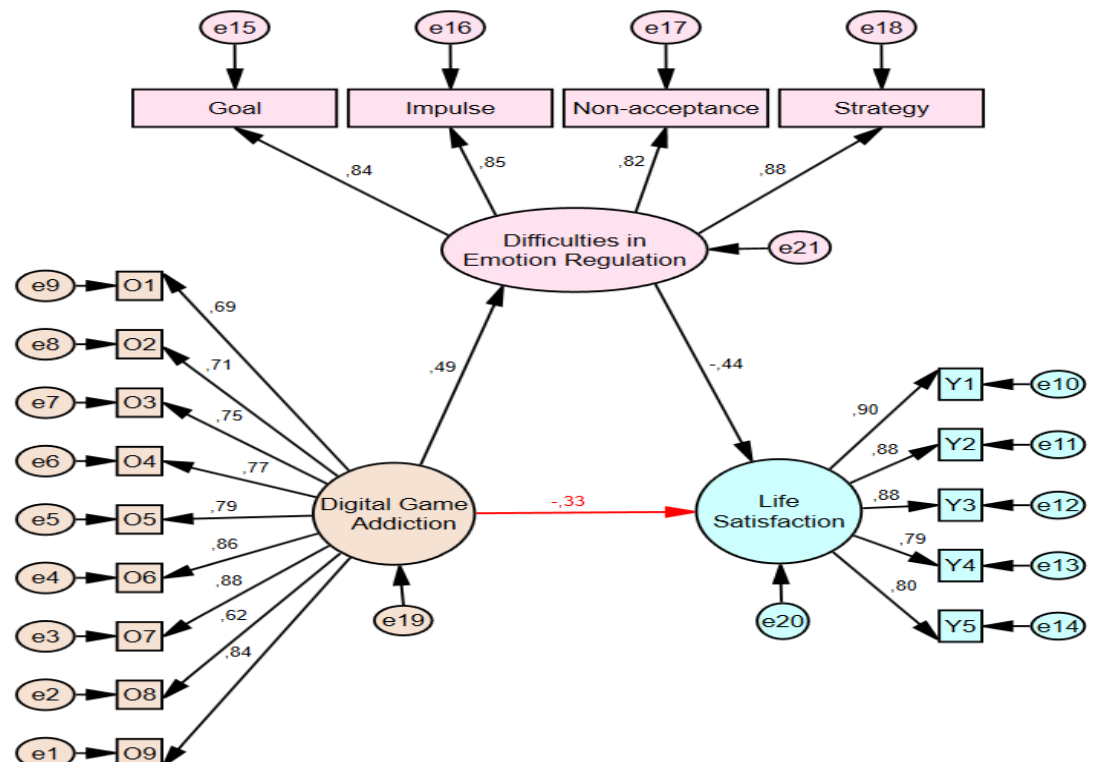 e15 e16 e17 e18
Goal Impulse Non-acceptance Strategy
,84 ,85 ,82 ,88
Difficulties in
Emotion Regulation
e21
e9 O1
,69
e8 O2
,71
e7 O3
,75
e6 O4
,77
e5 O5
,79
e4 O6
,86
e3 O7
,88
e2 O8
,62
e1 O9
,84
,49
-,44
Digital Game
Addiction
e19
-,33
Life
Satisfaction
e20
,90
Y1 e10
,88
Y2 e11
,88
Y3 e12
,79
Y4 e13
,80
Y5 e14